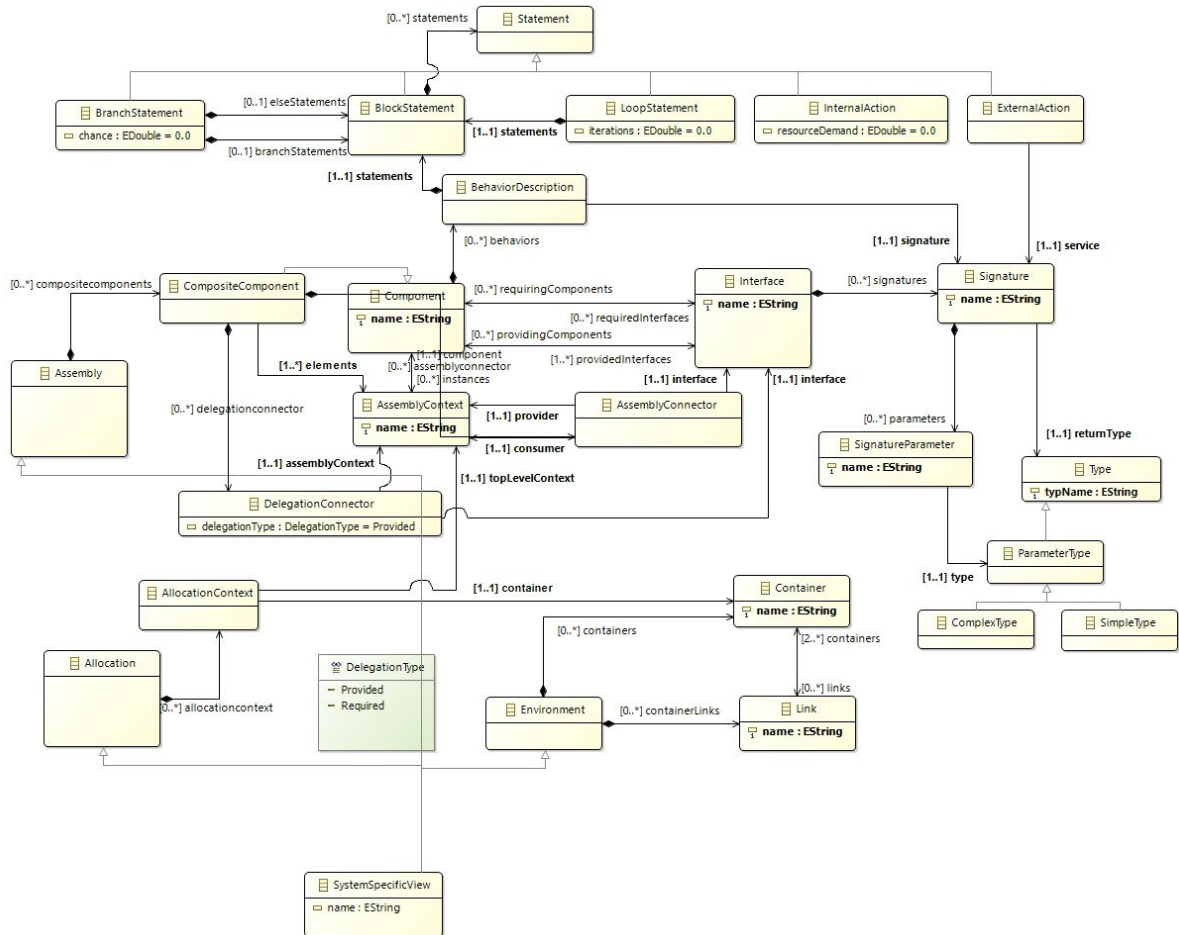 [0..*] statements
Statement
BranchStatement
chance : EDouble = 0.0
[0..1] elseStatements
[0..1] branchStatements
BlockStatement
[1..1] statements
LoopStatement
iterations : EDouble = 0.0
InternalAction
resourceDemand : EDouble = 0.0
ExternalAction
[1..1] statements
BehaviorDescription
[0..*] behaviors
[1..1] signature
[1..1] service
[0..*] compositecomponents
CompositeComponent
Component
name : EString
[0..*] requiringComponents
[0..*] requiredInterfaces
[0..*] providingComponents
[1..*] providedInterfaces
Interface
name : EString
[0..*] signatures
Signature
name : EString
[1..1] component
[0..*] assemblyconnector
[0..*] instances
[1..*] elements
[1..1] interface
[1..1] interface
Assembly
[0..*] delegationconnector
AssemblyContext
name : EString
[1..1] provider
[1..1] consumer
AssemblyConnector
[0..*] parameters
[1..1] returnType
SignatureParameter
name : EString
Type
typName : EString
[1..1] assemblyContext
[1..1] topLevelContext
DelegationConnector
delegationType : DelegationType = Provided
ParameterType
[1..1] type
ComplexType
SimpleType
AllocationContext
[1..1] container
Container
name : EString
[0..*] containers
[2..*] containers
Allocation
[0..*] allocationcontext
DelegationType
Provided
Required
Environment
[0..*] containerLinks
[0..*] links
Link
name : EString
SystemSpecificView
name : EString